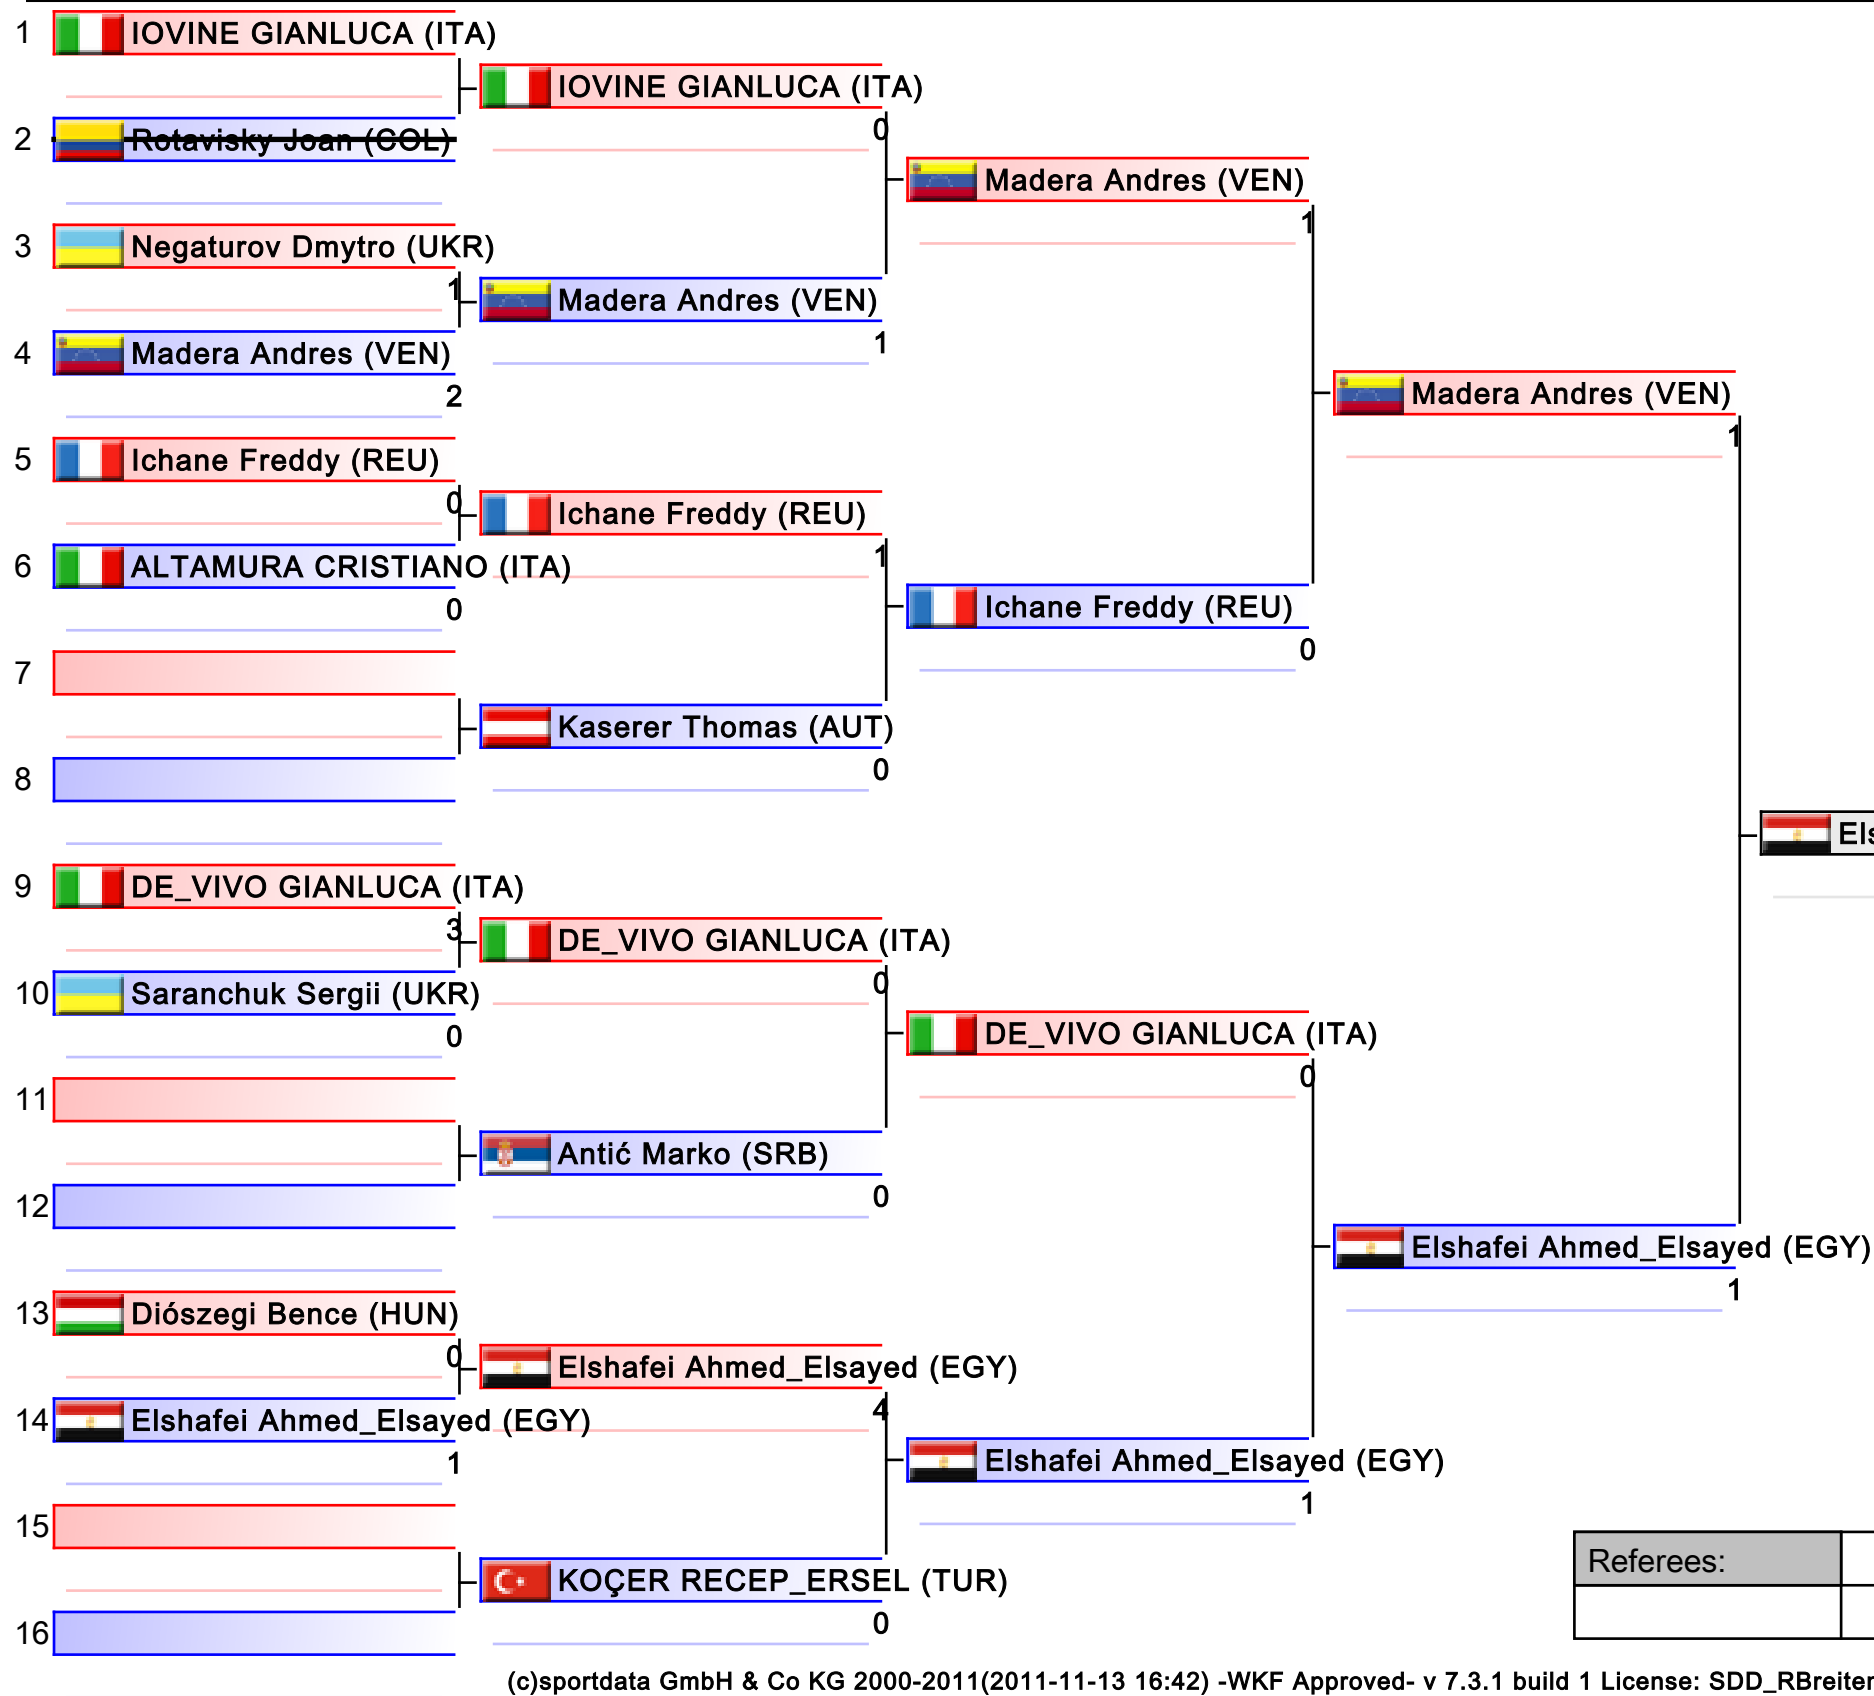 1 IOVINE GIANLUCA (ITA)
IOVINE GIANLUCA (ITA)
0
2 Rotavisky Joan (COL)
Madera Andres (VEN)
1
3 Negaturov Dmytro (UKR)
1
Madera Andres (VEN)
1
4 Madera Andres (VEN)
2
Madera Andres (VEN)
1
5 Ichane Freddy (REU)
0
Ichane Freddy (REU)
1
6 ALTAMURA CRISTIANO (ITA)
0
Ichane Freddy (REU)
0
7
Kaserer Thomas (AUT)
0
8
Els
9 DE_VIVO GIANLUCA (ITA)
3
DE_VIVO GIANLUCA (ITA)
0
10 Saranchuk Sergii (UKR)
0
DE_VIVO GIANLUCA (ITA)
0
11
Antić Marko (SRB)
0
12
Elshafei Ahmed_Elsayed (EGY)
1
13 Diószegi Bence (HUN)
0
Elshafei Ahmed_Elsayed (EGY)
4
14 Elshafei Ahmed_Elsayed (EGY)
1
Elshafei Ahmed_Elsayed (EGY)
1
15
KOÇER RECEP_ERSEL (TUR)
0
16
Referees:
(c)sportdata GmbH & Co KG 2000-2011(2011-11-13 16:42) -WKF Approved- v 7.3.1 build 1 License: SDD_RBreiter